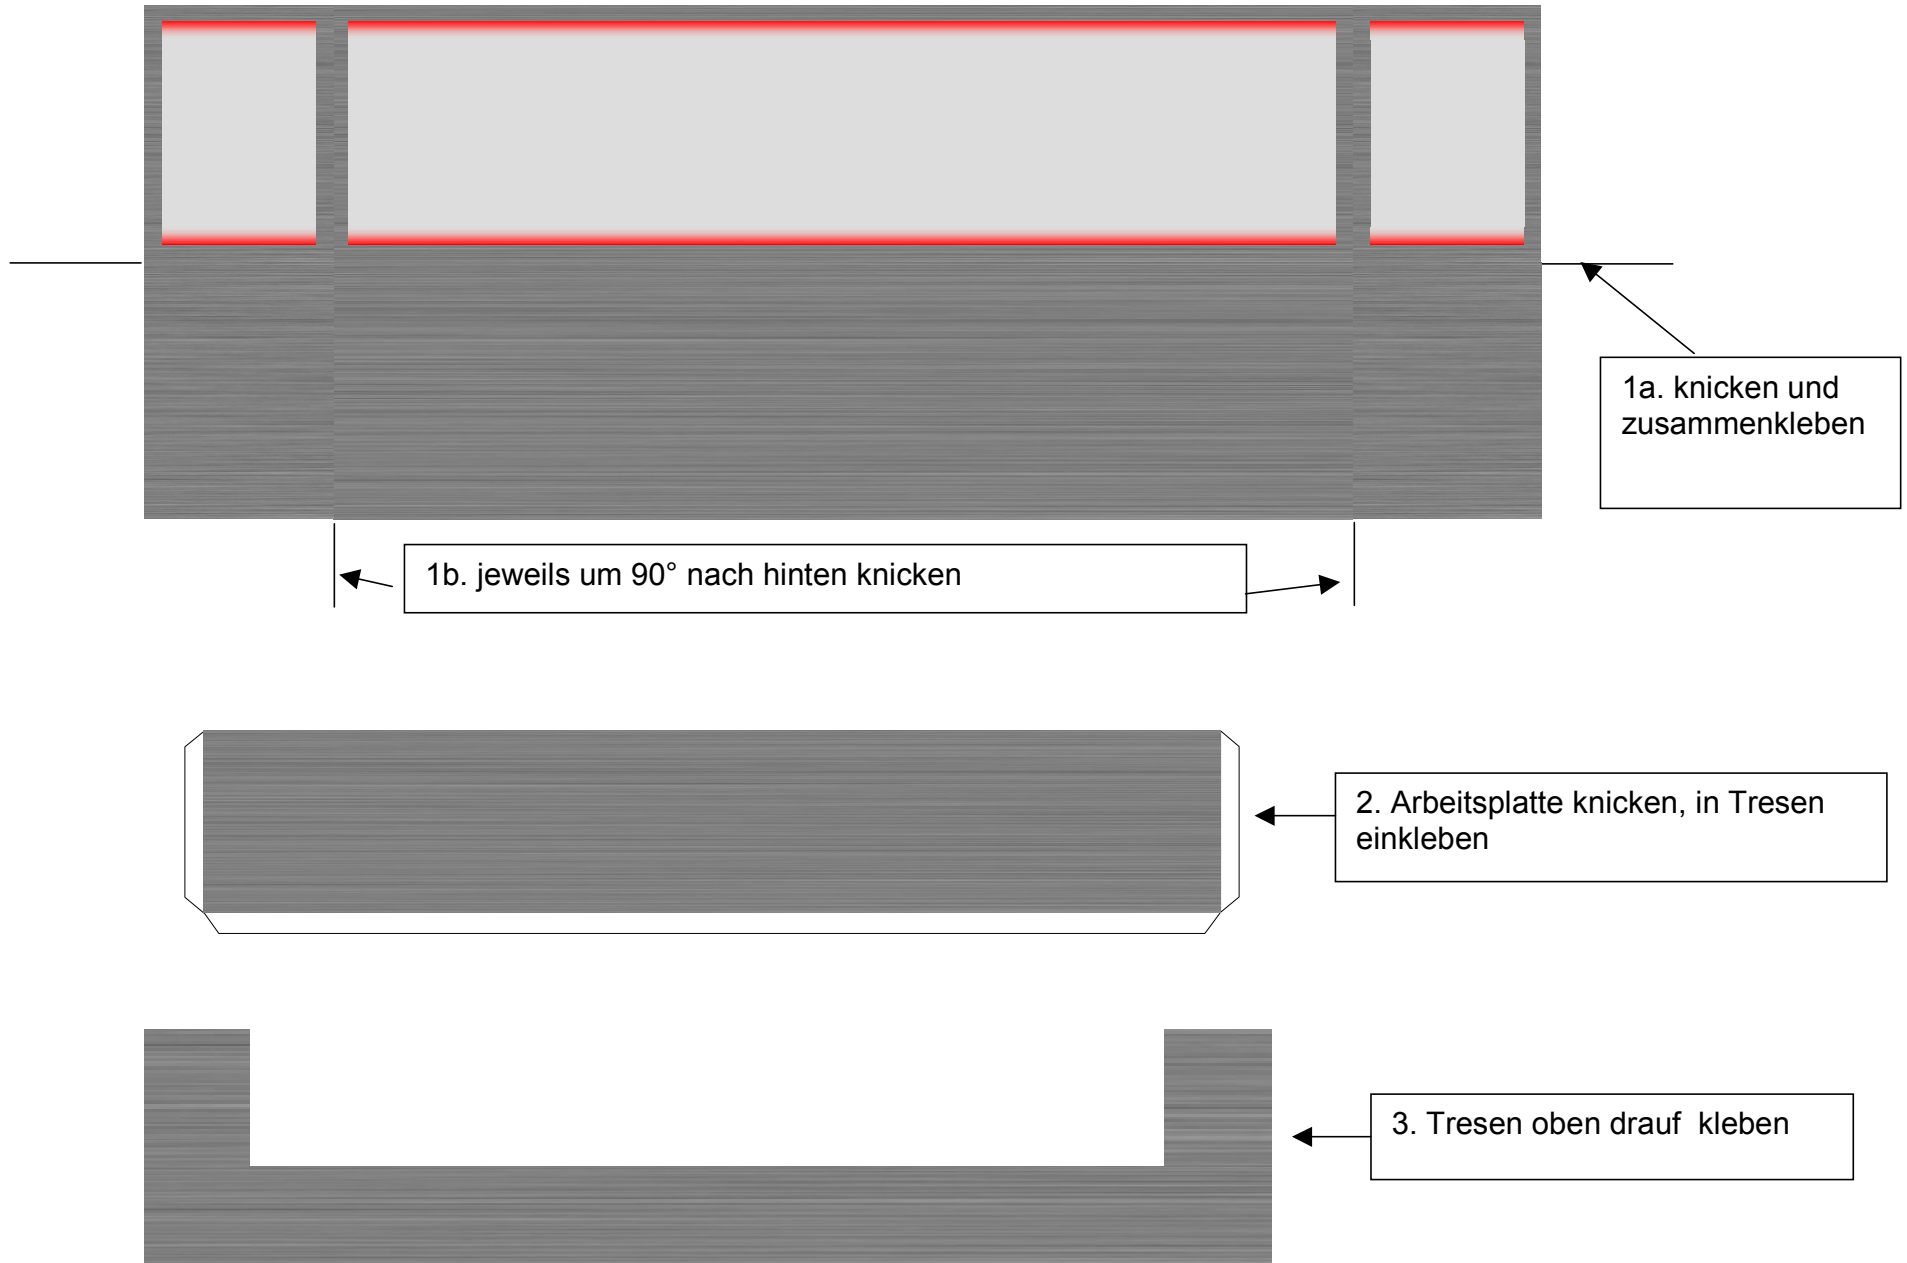 1a. knicken und
zusammenkleben
1b. jeweils um 90° nach hinten knicken
2. Arbeitsplatte knicken, in Tresen
einkleben
3. Tresen oben drauf  kleben